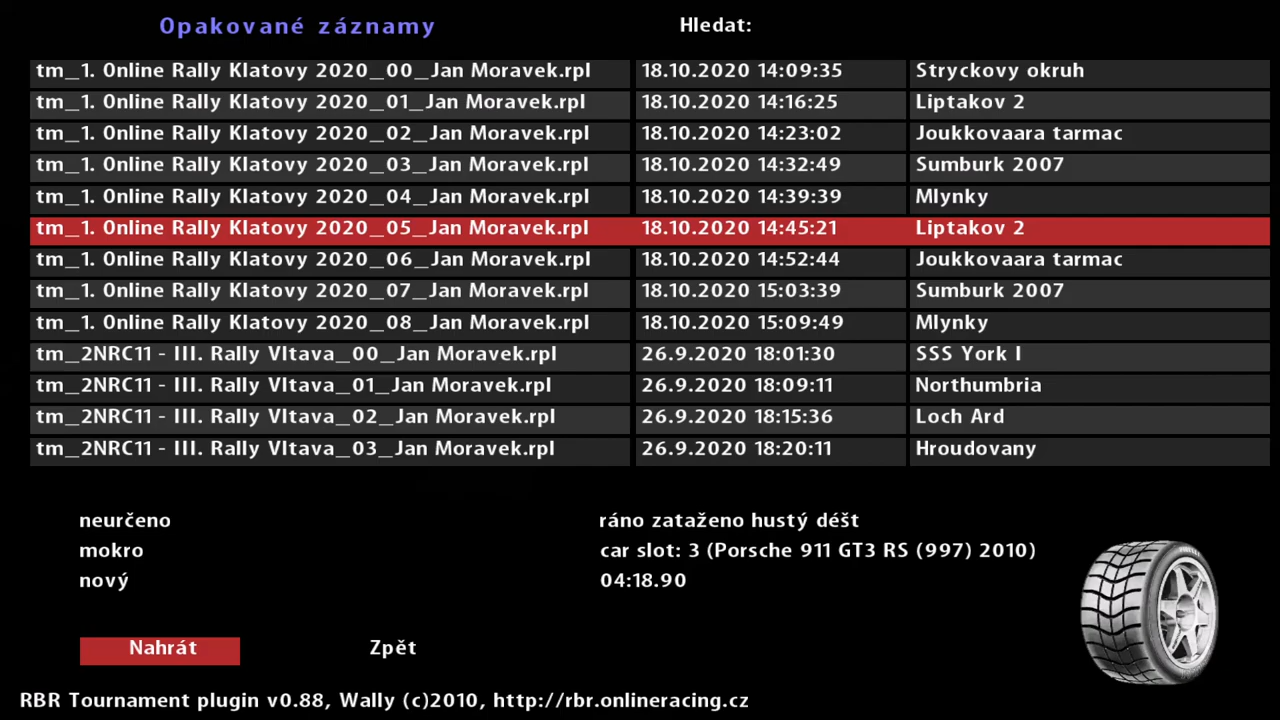 Opakované záznamy Hledat:
tm_1. Online Rally Klatovy 2020_00_Jan Moravek.rpl 18.10.2020 14:09:35 Stryckovy okruh
tm_1. Online Rally Klatovy 2020_01_Jan Moravek.rpl 18.10.2020 14:16:25 Liptakov 2
tm_1. Online Rally Klatovy 2020_02_Jan Moravek.rpl 18.10.2020 14:23:02 Joukkovaara tarmac
tm_1. Online Rally Klatovy 2020_03_Jan Moravek.rpl 18.10.2020 14:32:49 Sumburk 2007
tm_1. Online Rally Klatovy 2020_04_Jan Moravek.rpl 18.10.2020 14:39:39 Mlynky
tm_1. Online Rally Klatovy 2020_05_Jan Moravek.rpl 18.10.2020 14:45:21 Liptakov 2
tm_1. Online Rally Klatovy 2020_06_Jan Moravek.rpl 18.10.2020 14:52:44 Joukkovaara tarmac
tm_1. Online Rally Klatovy 2020_07_Jan Moravek.rpl 18.10.2020 15:03:39 Sumburk 2007
tm_1. Online Rally Klatovy 2020_08_Jan Moravek.rpl 18.10.2020 15:09:49 Mlynky
tm_2NRC11 - III. Rally Vltava_00_Jan Moravek.rpl 26.9.2020 18:01:30 SSS York I
tm_2NRC11 - III. Rally Vltava_01_Jan Moravek.rpl 26.9.2020 18:09:11 Northumbria
tm_2NRC11 - III. Rally Vltava_02_Jan Moravek.rpl 26.9.2020 18:15:36 Loch Ard
tm_2NRC11 - III. Rally Vltava_03_Jan Moravek.rpl 26.9.2020 18:20:11 Hroudovany
neurčeno ráno zataženo hustý déšt
mokro car slot: 3 (Porsche 911 GT3 RS (997) 2010)
nový 04:18.90
Nahrát Zpět
RBR Tournament plugin v0.88, Wally (c)2010, http://rbr.onlineracing.cz